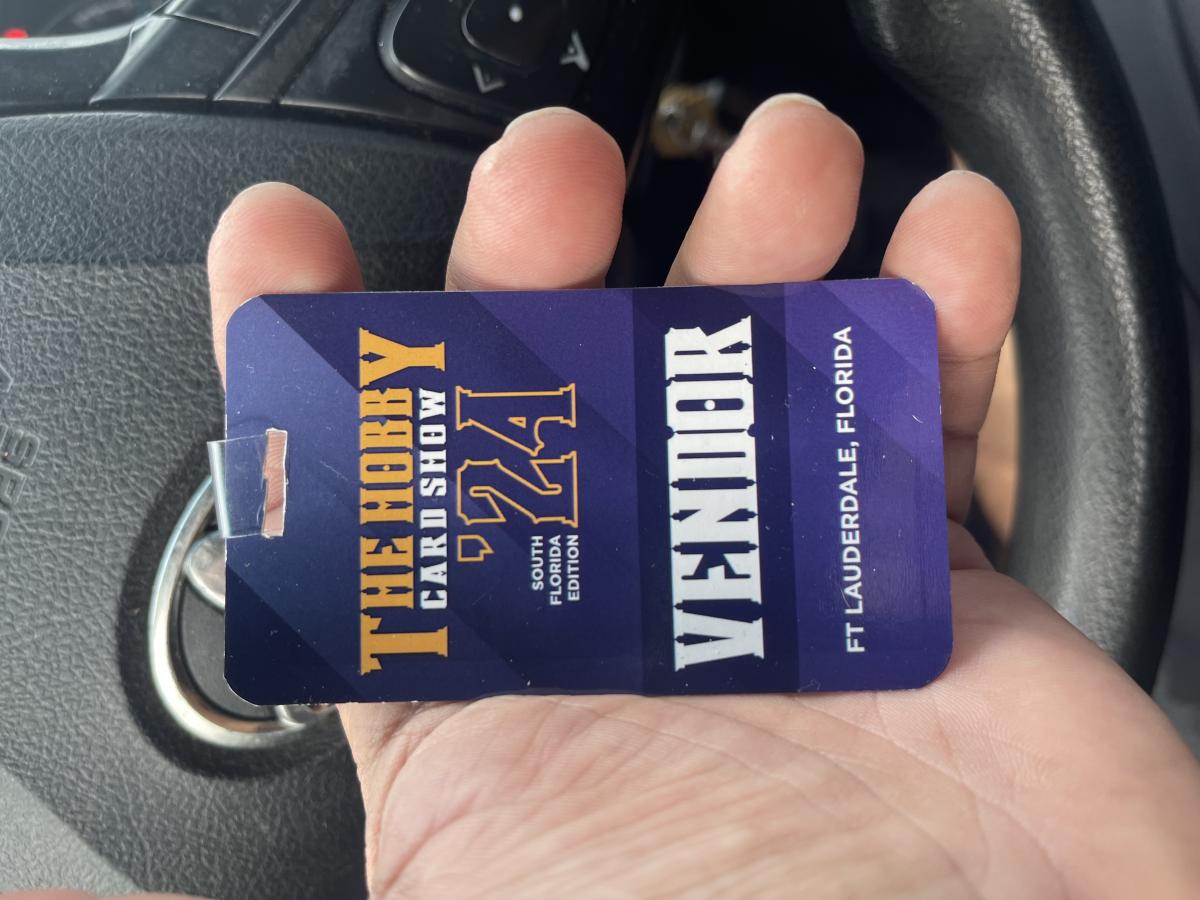 THE HOBBY
CARD SHOW
'24
SOUTH
FLORIDA
EDITION
VENDOR
FT LAUDERDALE, FLORIDA